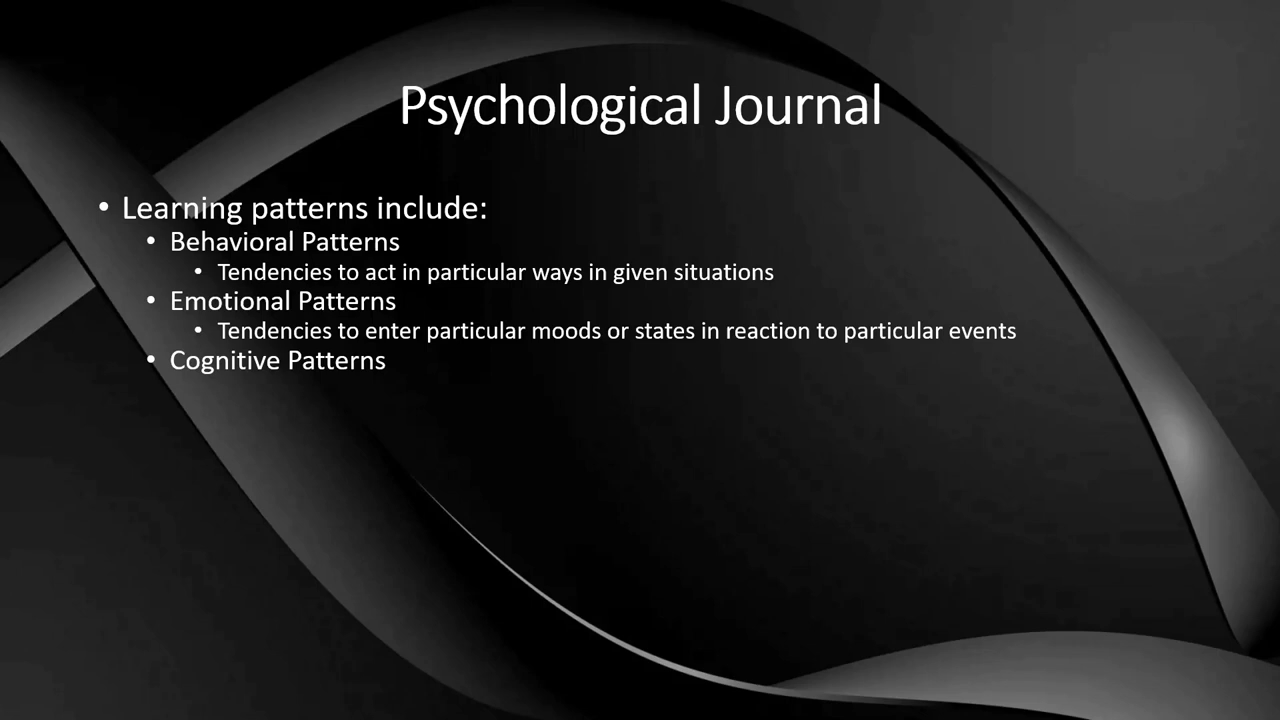 Psychological Journal
• Learning patterns include:
• Behavioral Patterns
• Tendencies to act in particular ways in given situations
• Emotional Patterns
• Tendencies to enter particular moods or states in reaction to particular events
• Cognitive Patterns